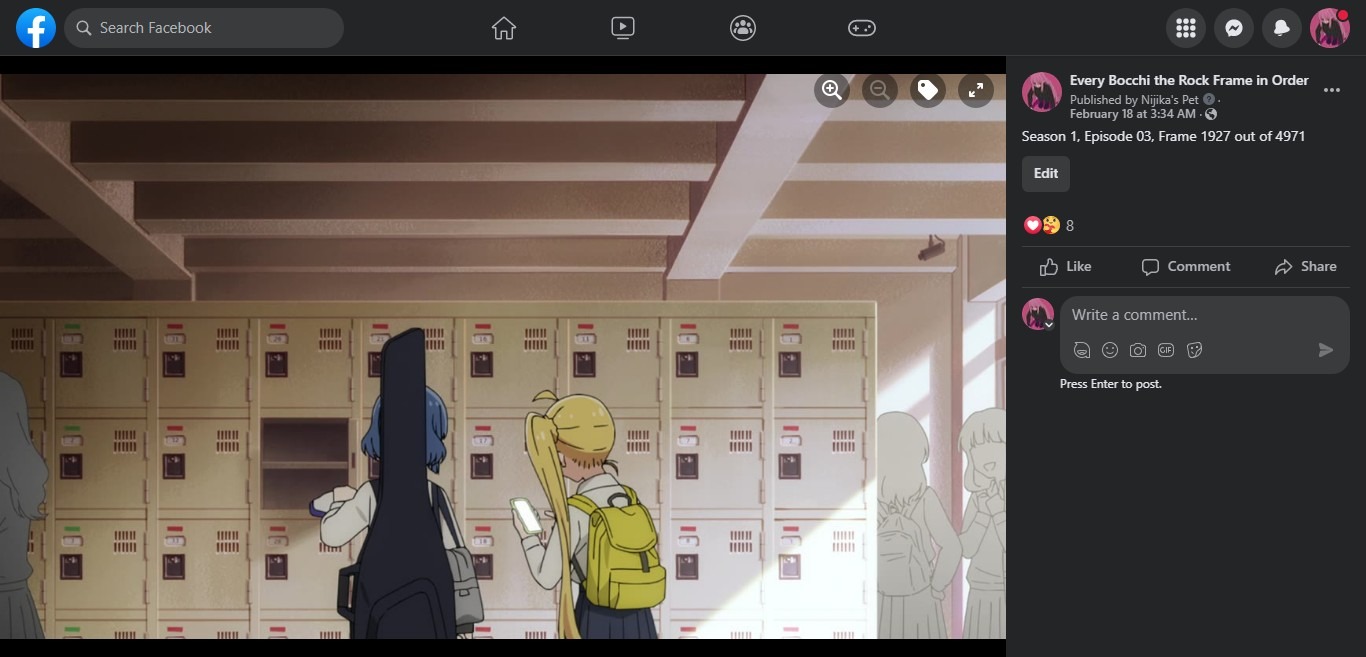 Search Facebook
Every Bocchi the Rock Frame in Order
Published by Nijika's Pet ·
February 18 at 3:34 AM ·
Season 1, Episode 03, Frame 1927 out of 4971
Edit
8
Like
Comment
Share
Write a comment...
GIF
Press Enter to post.